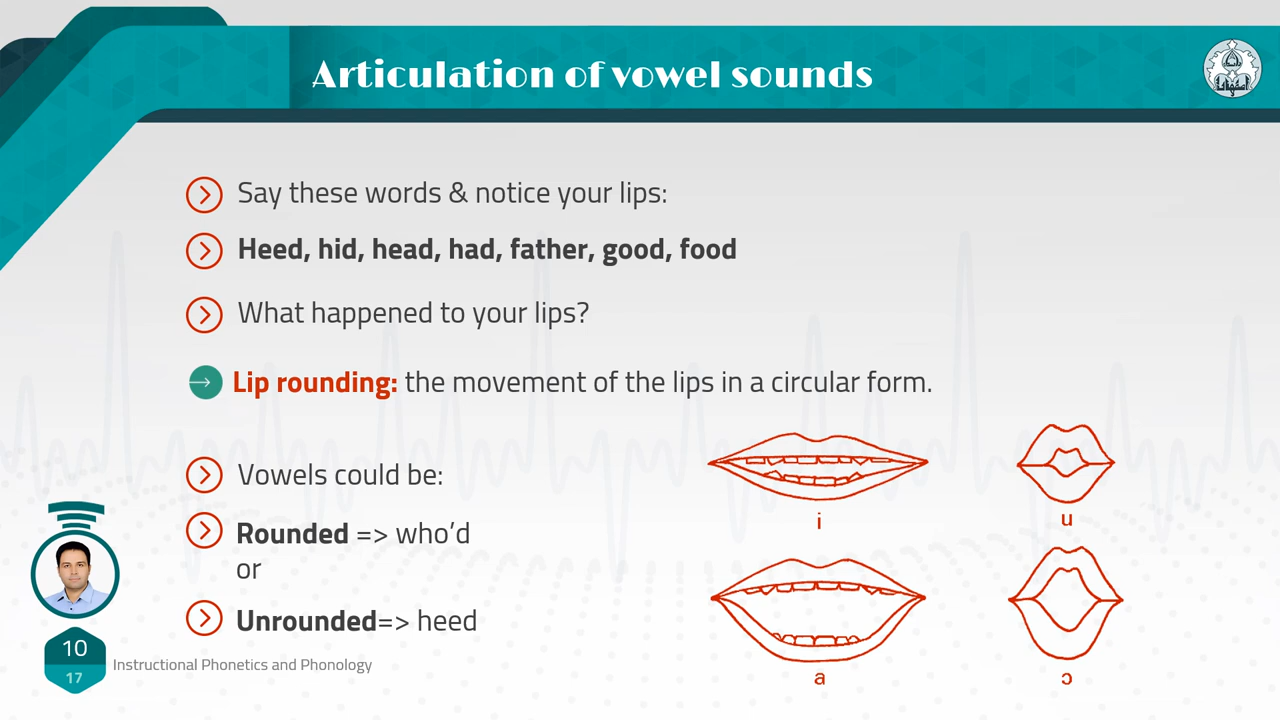 Articulation of vowel sounds
Say these words & notice your lips:
Heed, hid, head, had, father, good, food
What happened to your lips?
Lip rounding: the movement of the lips in a circular form.
Vowels could be:
Rounded => who’d
or
Unrounded=> heed
i
u
a
ɔ
10
17
Instructional Phonetics and Phonology